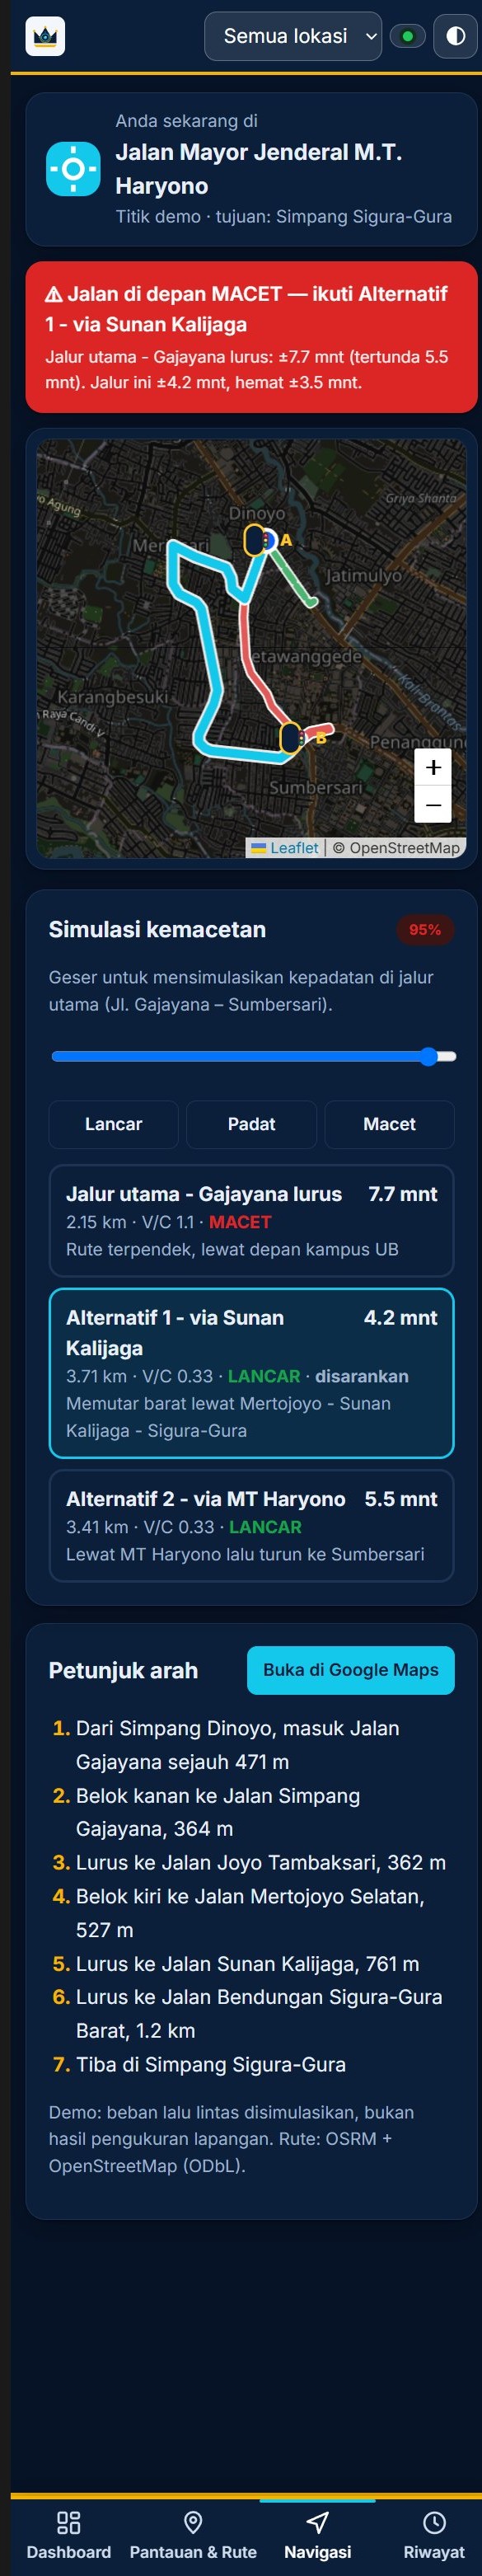 Semua lokasi
Anda sekarang di
Jalan Mayor Jenderal M.T.
Haryono
Titik demo · tujuan: Simpang Sigura-Gura
⚠ Jalan di depan MACET — ikuti Alternatif
1 - via Sunan Kalijaga
Jalur utama - Gajayana lurus: ±7.7 mnt (tertunda 5.5
mnt). Jalur ini ±4.2 mnt, hemat ±3.5 mnt.
Agung
Griya Shanta
Dinoyo
A
Jatimulyo
etawanggede
Kali Brantas
Karangbesuki
Raya Candi V
B
Penanggung
Sumbersari
+
−
Leaflet | © OpenStreetMap
Simulasi kemacetan
95%
Geser untuk mensimulasikan kepadatan di jalur
utama (Jl. Gajayana – Sumbersari).
Lancar Padat Macet
Jalur utama - Gajayana lurus 7.7 mnt
2.15 km · V/C 1.1 · MACET
Rute terpendek, lewat depan kampus UB
Alternatif 1 - via Sunan 4.2 mnt
Kalijaga
3.71 km · V/C 0.33 · LANCAR · disarankan
Memutar barat lewat Mertojoyo - Sunan
Kalijaga - Sigura-Gura
Alternatif 2 - via MT Haryono 5.5 mnt
3.41 km · V/C 0.33 · LANCAR
Lewat MT Haryono lalu turun ke Sumbersari
Petunjuk arah
Buka di Google Maps
1. Dari Simpang Dinoyo, masuk Jalan
Gajayana sejauh 471 m
2. Belok kanan ke Jalan Simpang
Gajayana, 364 m
3. Lurus ke Jalan Joyo Tambaksari, 362 m
4. Belok kiri ke Jalan Mertojoyo Selatan,
527 m
5. Lurus ke Jalan Sunan Kalijaga, 761 m
6. Lurus ke Jalan Bendungan Sigura-Gura
Barat, 1.2 km
7. Tiba di Simpang Sigura-Gura
Demo: beban lalu lintas disimulasikan, bukan
hasil pengukuran lapangan. Rute: OSRM +
OpenStreetMap (ODbL).
Dashboard Pantauan & Rute Navigasi Riwayat